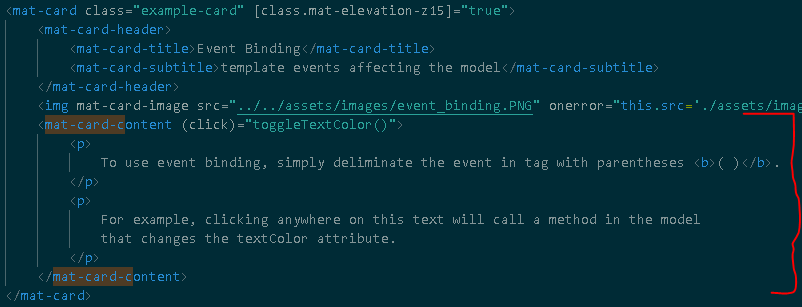 <mat-card class="example-card" [class.mat-elevation-z15]="true">
<mat-card-header>
<mat-card-title>Event Binding</mat-card-title>
<mat-card-subtitle>template events affecting the model</mat-card-subtitle>
</mat-card-header>
<img mat-card-image src="../../assets/images/event_binding.PNG" onerror="this.src='./assets/imag
<mat-card-content (click)="toggleTextColor()">
<p>
To use event binding, simply deliminate the event in tag with parentheses <b>( )</b>.
</p>
<p>
For example, clicking anywhere on this text will call a method in the model
that changes the textColor attribute.
</p>
</mat-card-content>
</mat-card>